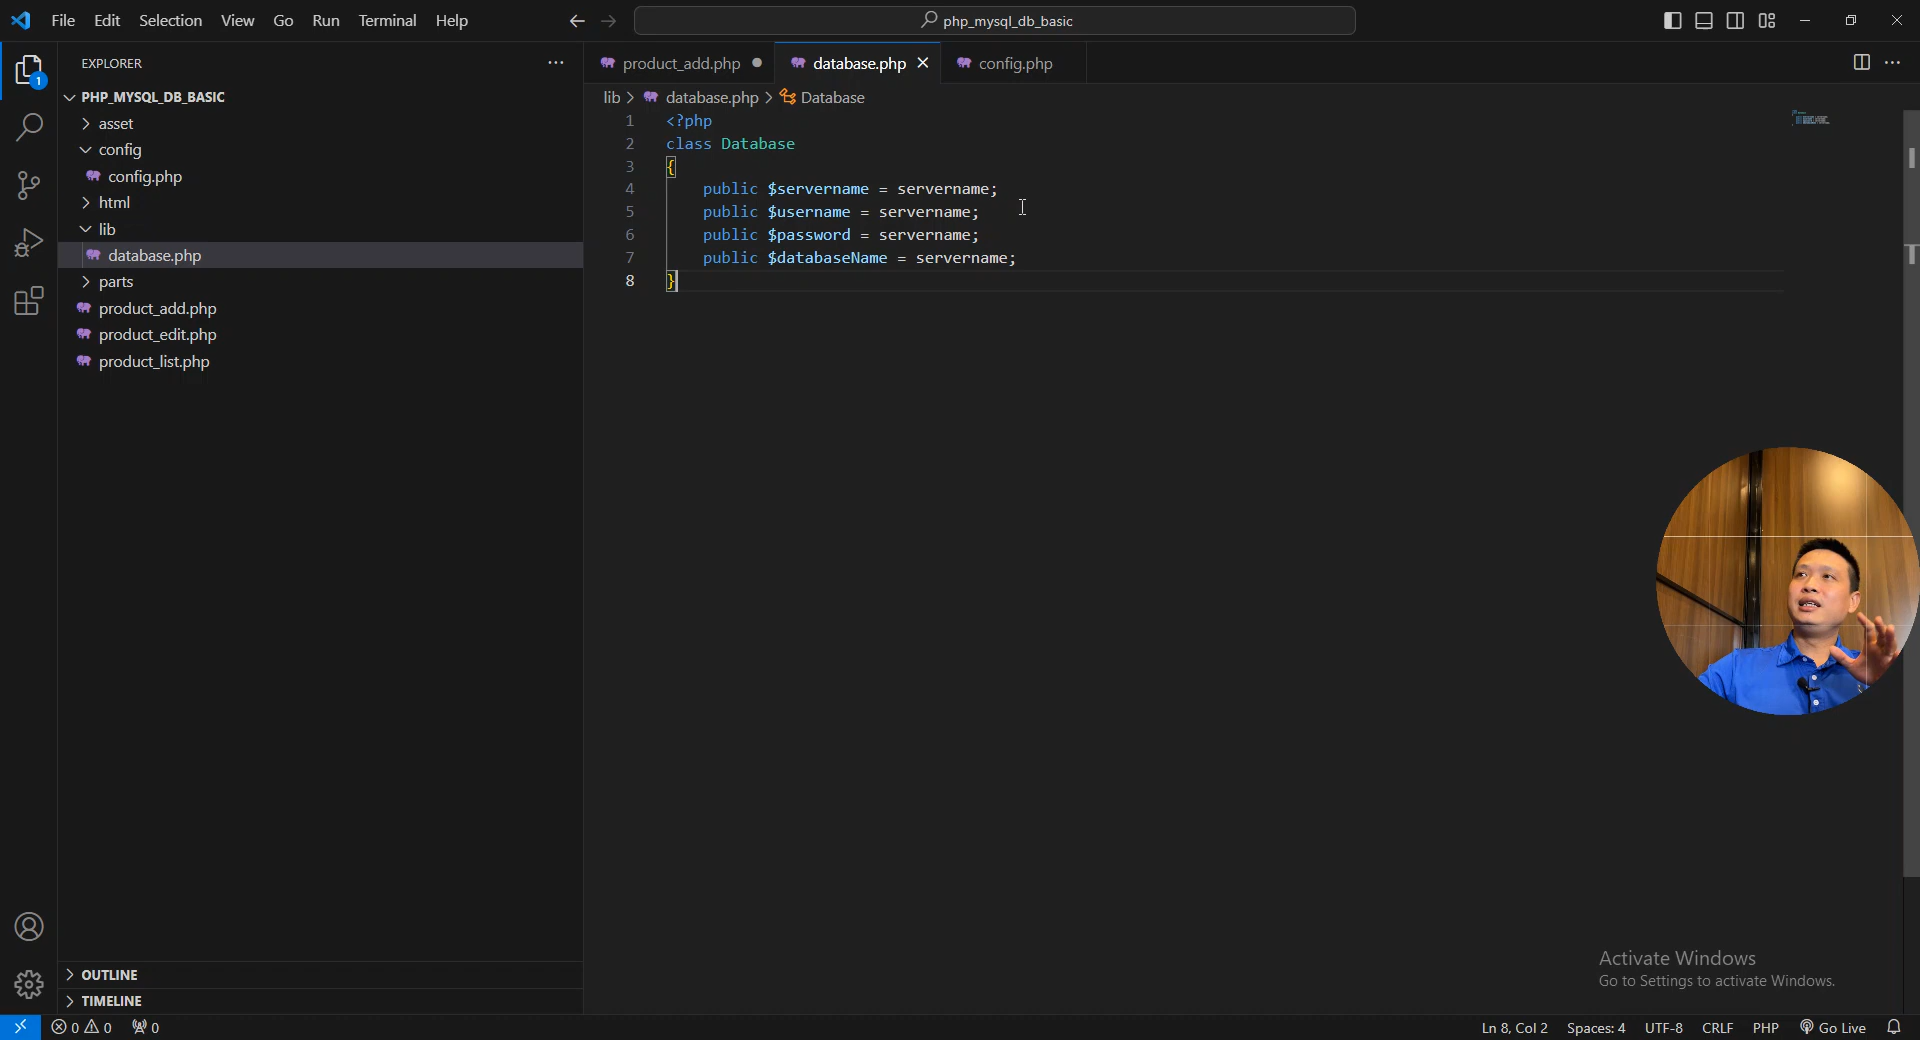 File Edit Selection View Go Run Terminal Help
php_mysql_db_basic
EXPLORER
PHP_MYSQL_DB_BASIC
asset
config
config.php
html
lib
database.php
parts
product_add.php
product_edit.php
product_list.php
OUTLINE
TIMELINE
1
product_add.php
database.php
config.php
lib > database.php > Database
1 <?php
2 class Database
3 {
4 public $servername = servername;
5 public $username = servername;
6 public $password = servername;
7 public $databaseName = servername;
8 }
Activate Windows
Go to Settings to activate Windows.
0 0 0
Ln 8, Col 2 Spaces: 4 UTF-8 CRLF PHP Go Live